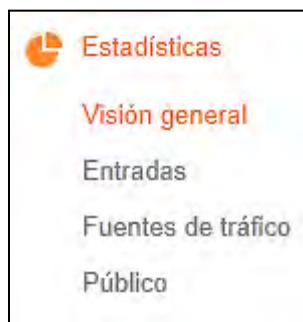 Estadísticas
Visión general
Entradas
Fuentes de tráfico
Público